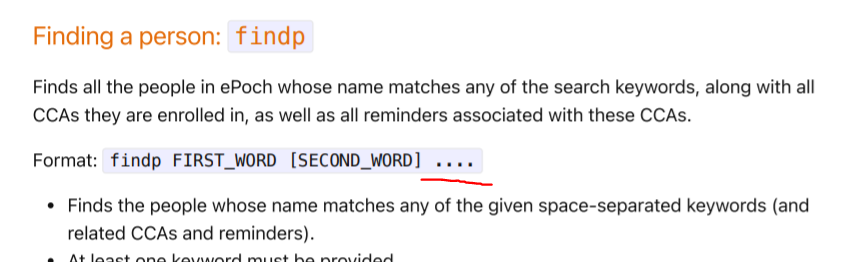 Finding a person: findp
Finds all the people in ePoch whose name matches any of the search keywords, along with all
CCAs they are enrolled in, as well as all reminders associated with these CCAs.
Format: findp FIRST_WORD [SECOND_WORD] ....
• Finds the people whose name matches any of the given space-separated keywords (and
related CCAs and reminders).
• At least one keyword must be provided